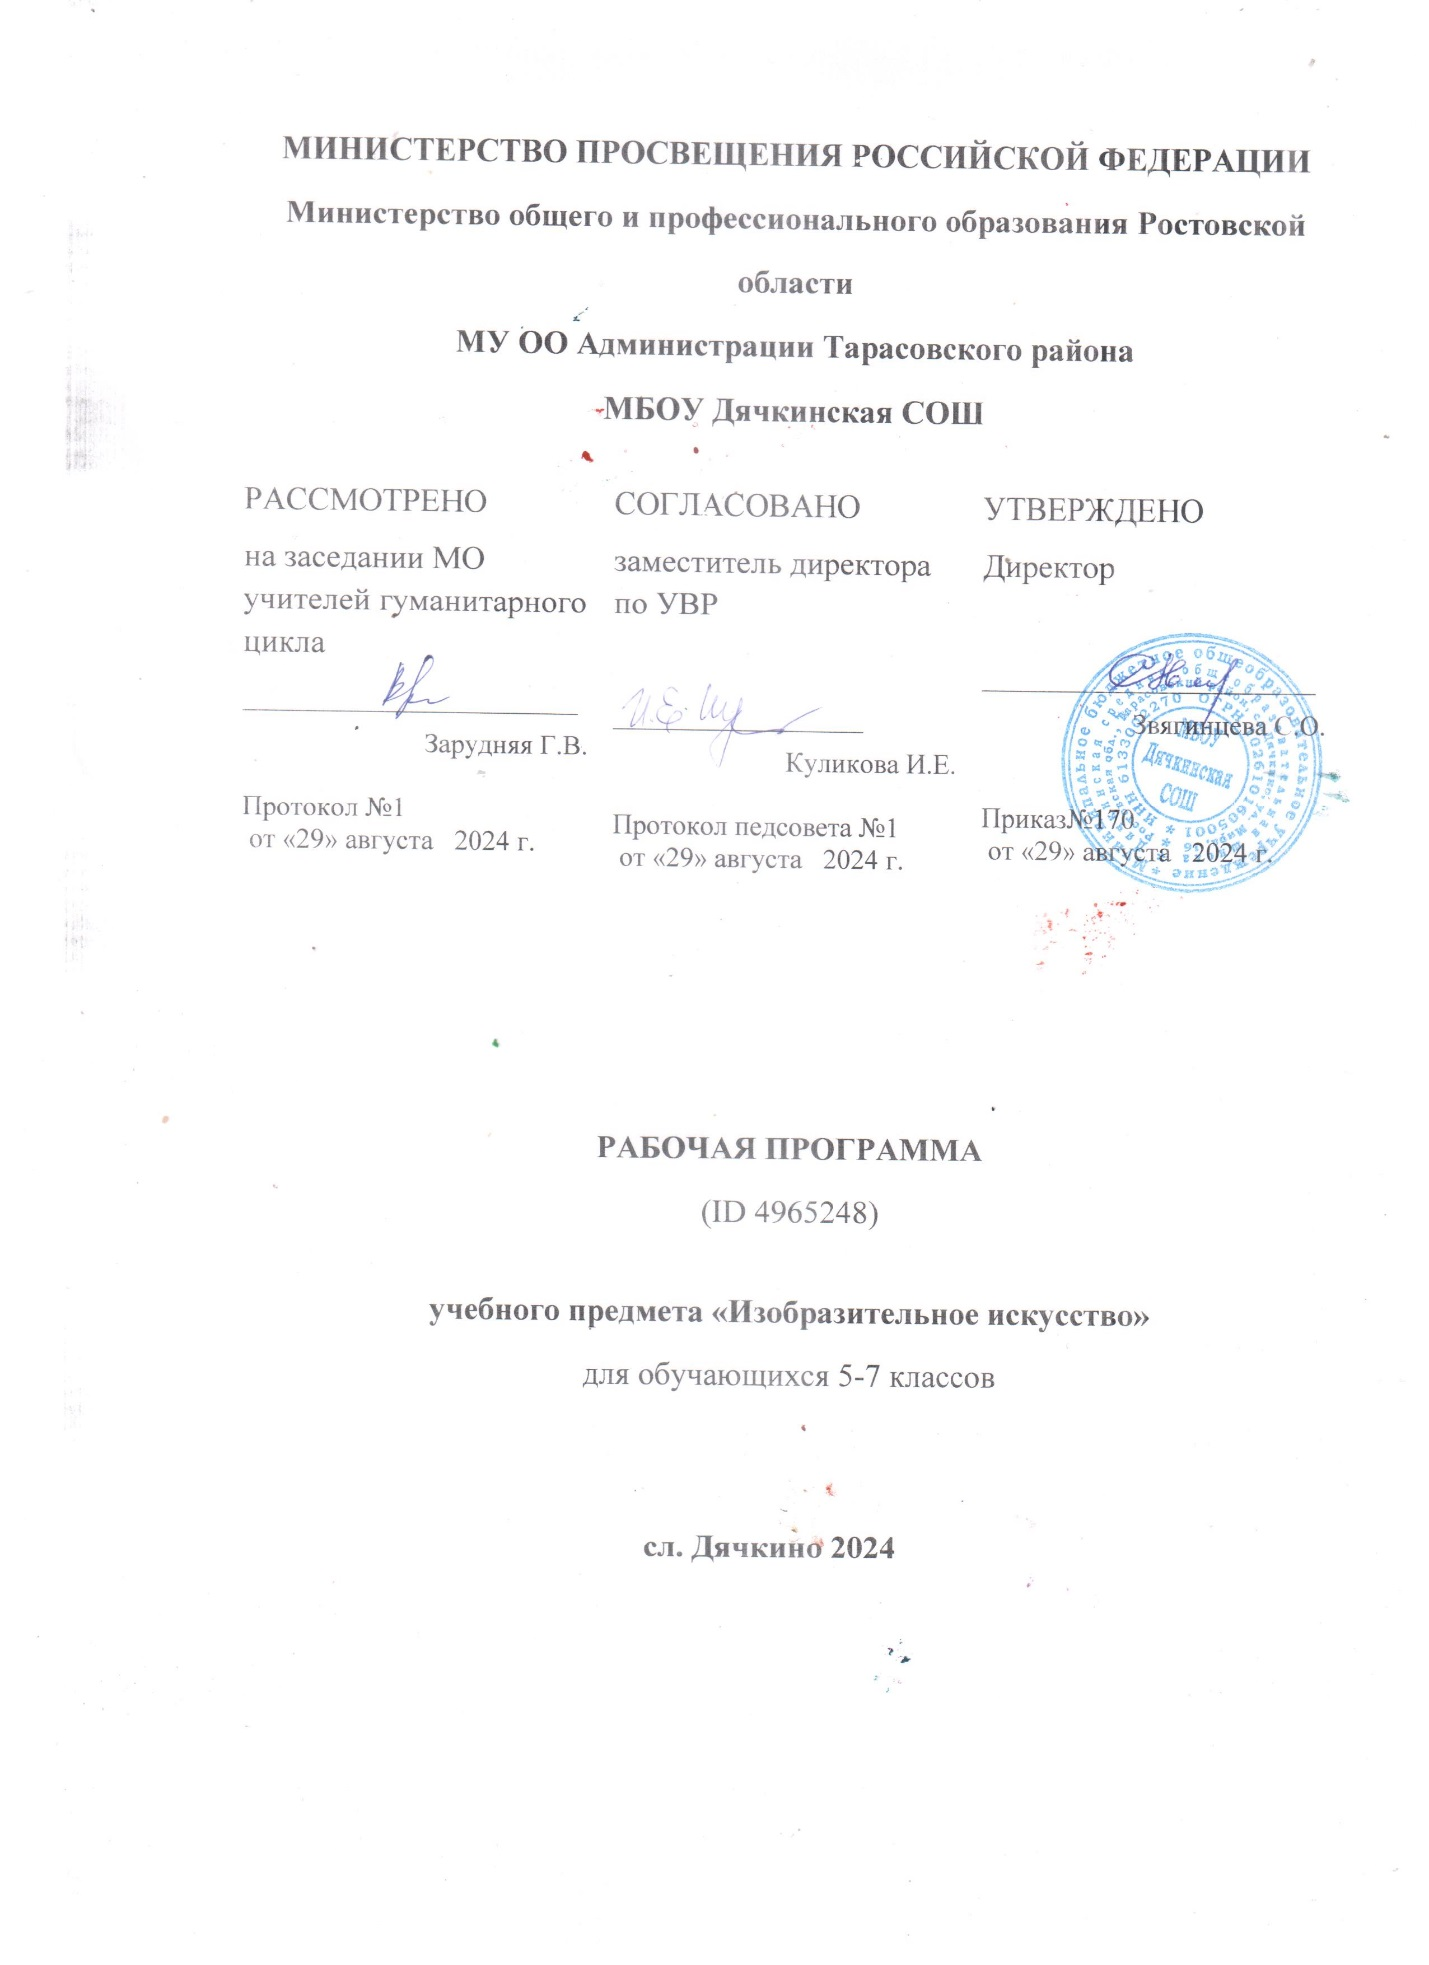 МИНИСТЕРСТВО ПРОСВЕЩЕНИЯ РОССИЙСКОЙ ФЕДЕРАЦИИ
Министерство общего и профессионального образования Ростовской
области
МУ ОО Администрации Тарасовского района
МБОУ Дячкинская СОШ
РАССМОТРЕНО
на заседании МО
учителей гуманитарного
цикла
Зарудняя Г.В.
Протокол №1
от «29» августа 2024 г.
СОГЛАСОВАНО
заместитель директора
по УВР
Куликова И.Е.
Протокол педсовета №1
от «29» августа 2024 г.
УТВЕРЖДЕНО
Директор
Звягинцева С.О.
Приказ№170
от «29» августа 2024 г.
МБОУ
Дячкинская
СОШ
РАБОЧАЯ ПРОГРАММА
(ID 4965248)
учебного предмета «Изобразительное искусство»
для обучающихся 5-7 классов
сл. Дячкино 2024